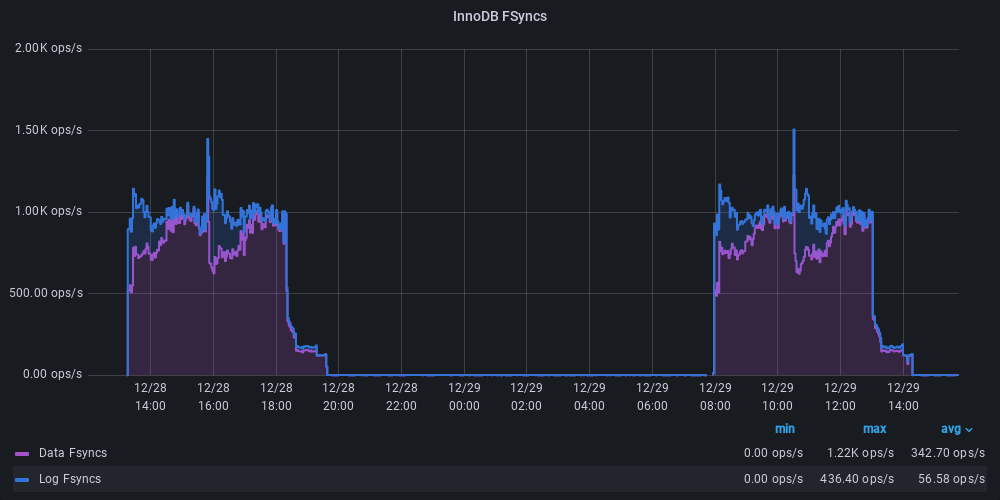 InnoDB FSyncs
2.00K ops/s
1.50K ops/s
1.00K ops/s
500.00 ops/s
0.00 ops/s
12/28 12/28 12/28 12/28 12/28 12/29 12/29 12/29 12/29 12/29 12/29 12/29 12/29
14:00 16:00 18:00 20:00 22:00 00:00 02:00 04:00 06:00 08:00 10:00 12:00 14:00
min max avg
Data Fsyncs 0.00 ops/s 1.22K ops/s 342.70 ops/s
Log Fsyncs 0.00 ops/s 436.40 ops/s 56.58 ops/s